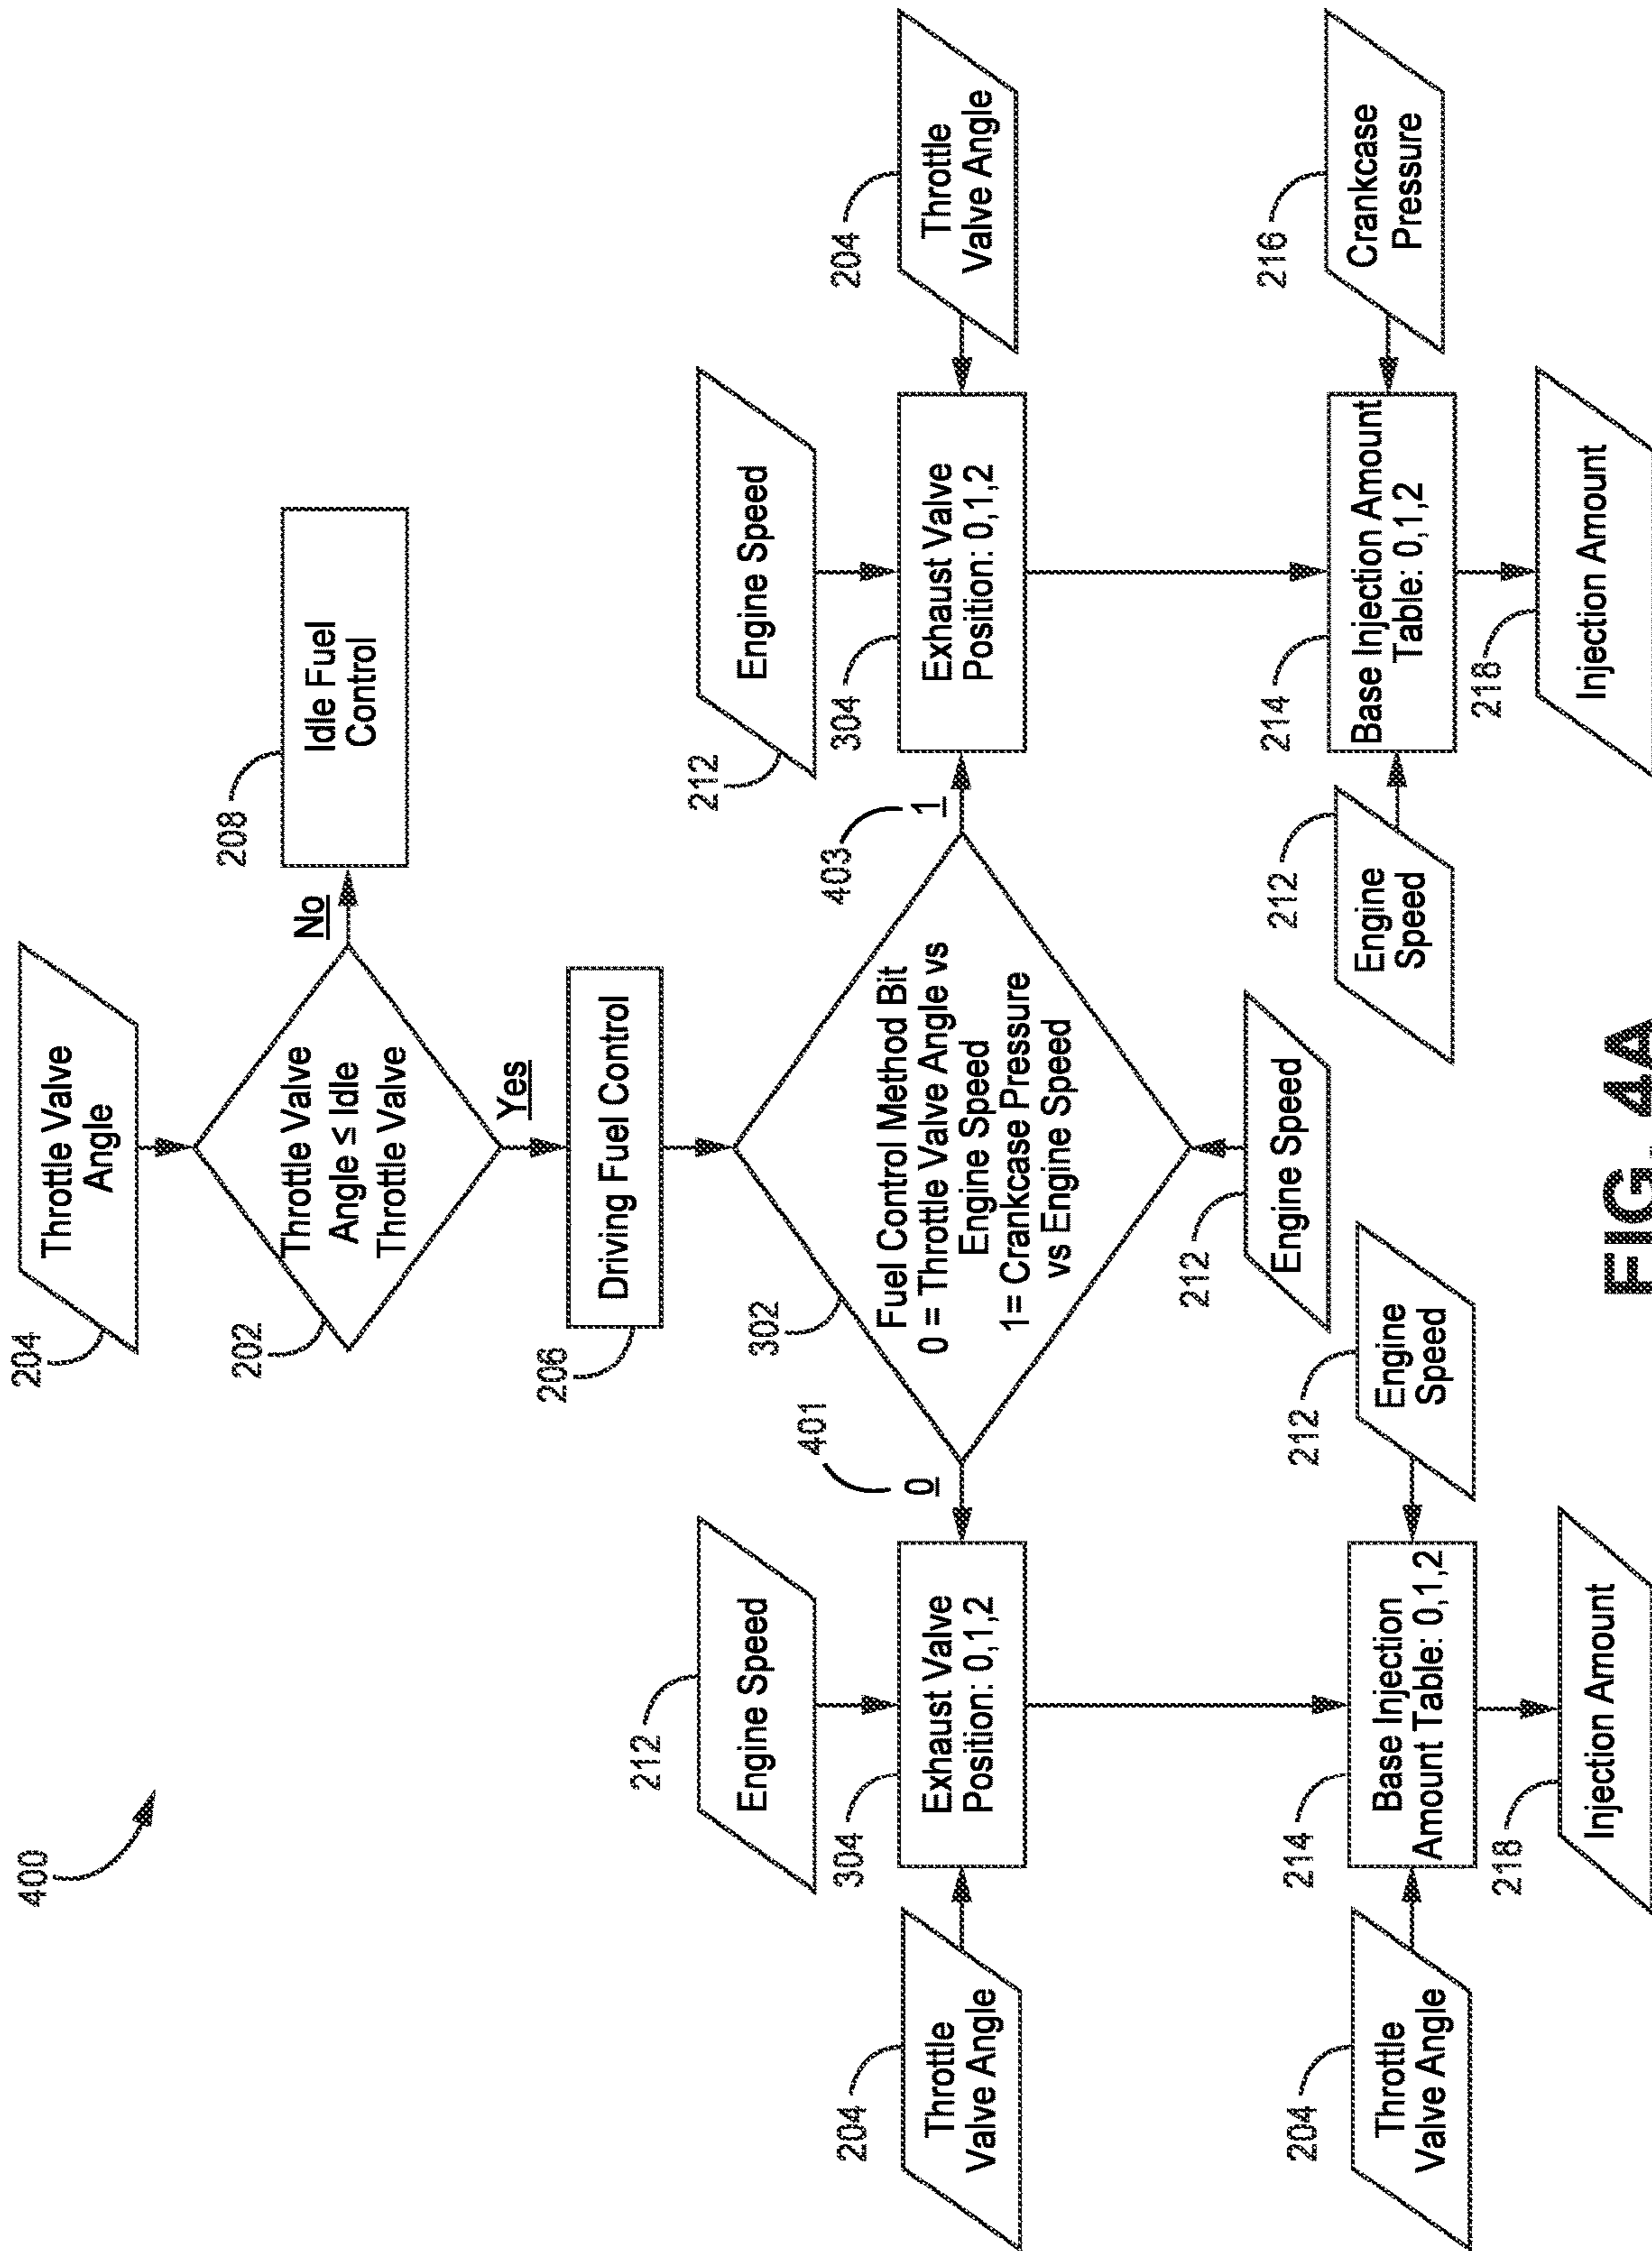 400
204
Throttle Valve
Angle
202
Throttle Valve
Angle ≤ Idle
Throttle Valve
No
208
Idle Fuel
Control
Yes
206
Driving Fuel Control
302
Fuel Control Method Bit
0 = Throttle Valve Angle vs
Engine Speed
1= Crankcase Pressure
vs Engine Speed
212
Engine Speed
401
0
403
1
212
Engine Speed
204
Throttle
Valve Angle
304
Exhaust Valve
Position: 0,1,2
212
Engine Speed
304
Exhaust Valve
Position: 0,1,2
204
Throttle
Valve Angle
204
Throttle
Valve Angle
214
Base Injection
Amount Table: 0,1,2
212
Engine
Speed
212
Engine
Speed
214
Base Injection Amount
Table: 0,1,2
216
Crankcase
Pressure
218
Injection Amount
218
Injection Amount
FIG. 4A